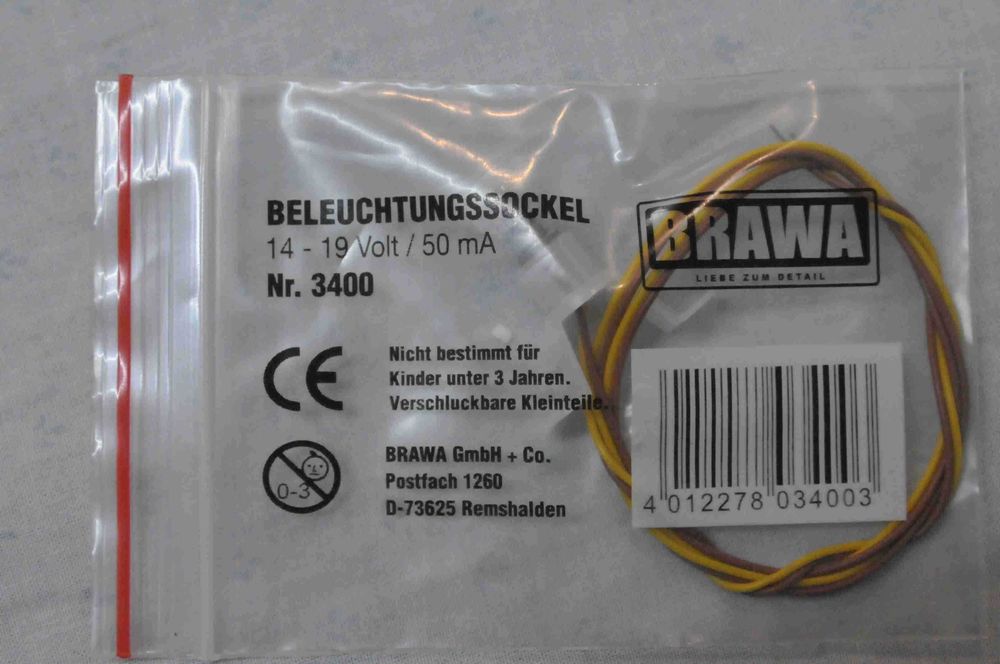 BELEUCHTUNGSSOCKEL
14 - 19 Volt / 50 mA
Nr. 3400
BRAWA
LIEBE ZUM DETAIL
CE
Nicht bestimmt für
Kinder unter 3 Jahren.
Verschluckbare Kleinteile.
0-3
BRAWA GmbH + Co.
Postfach 1260
D-73625 Remshalden
4 012278 034003